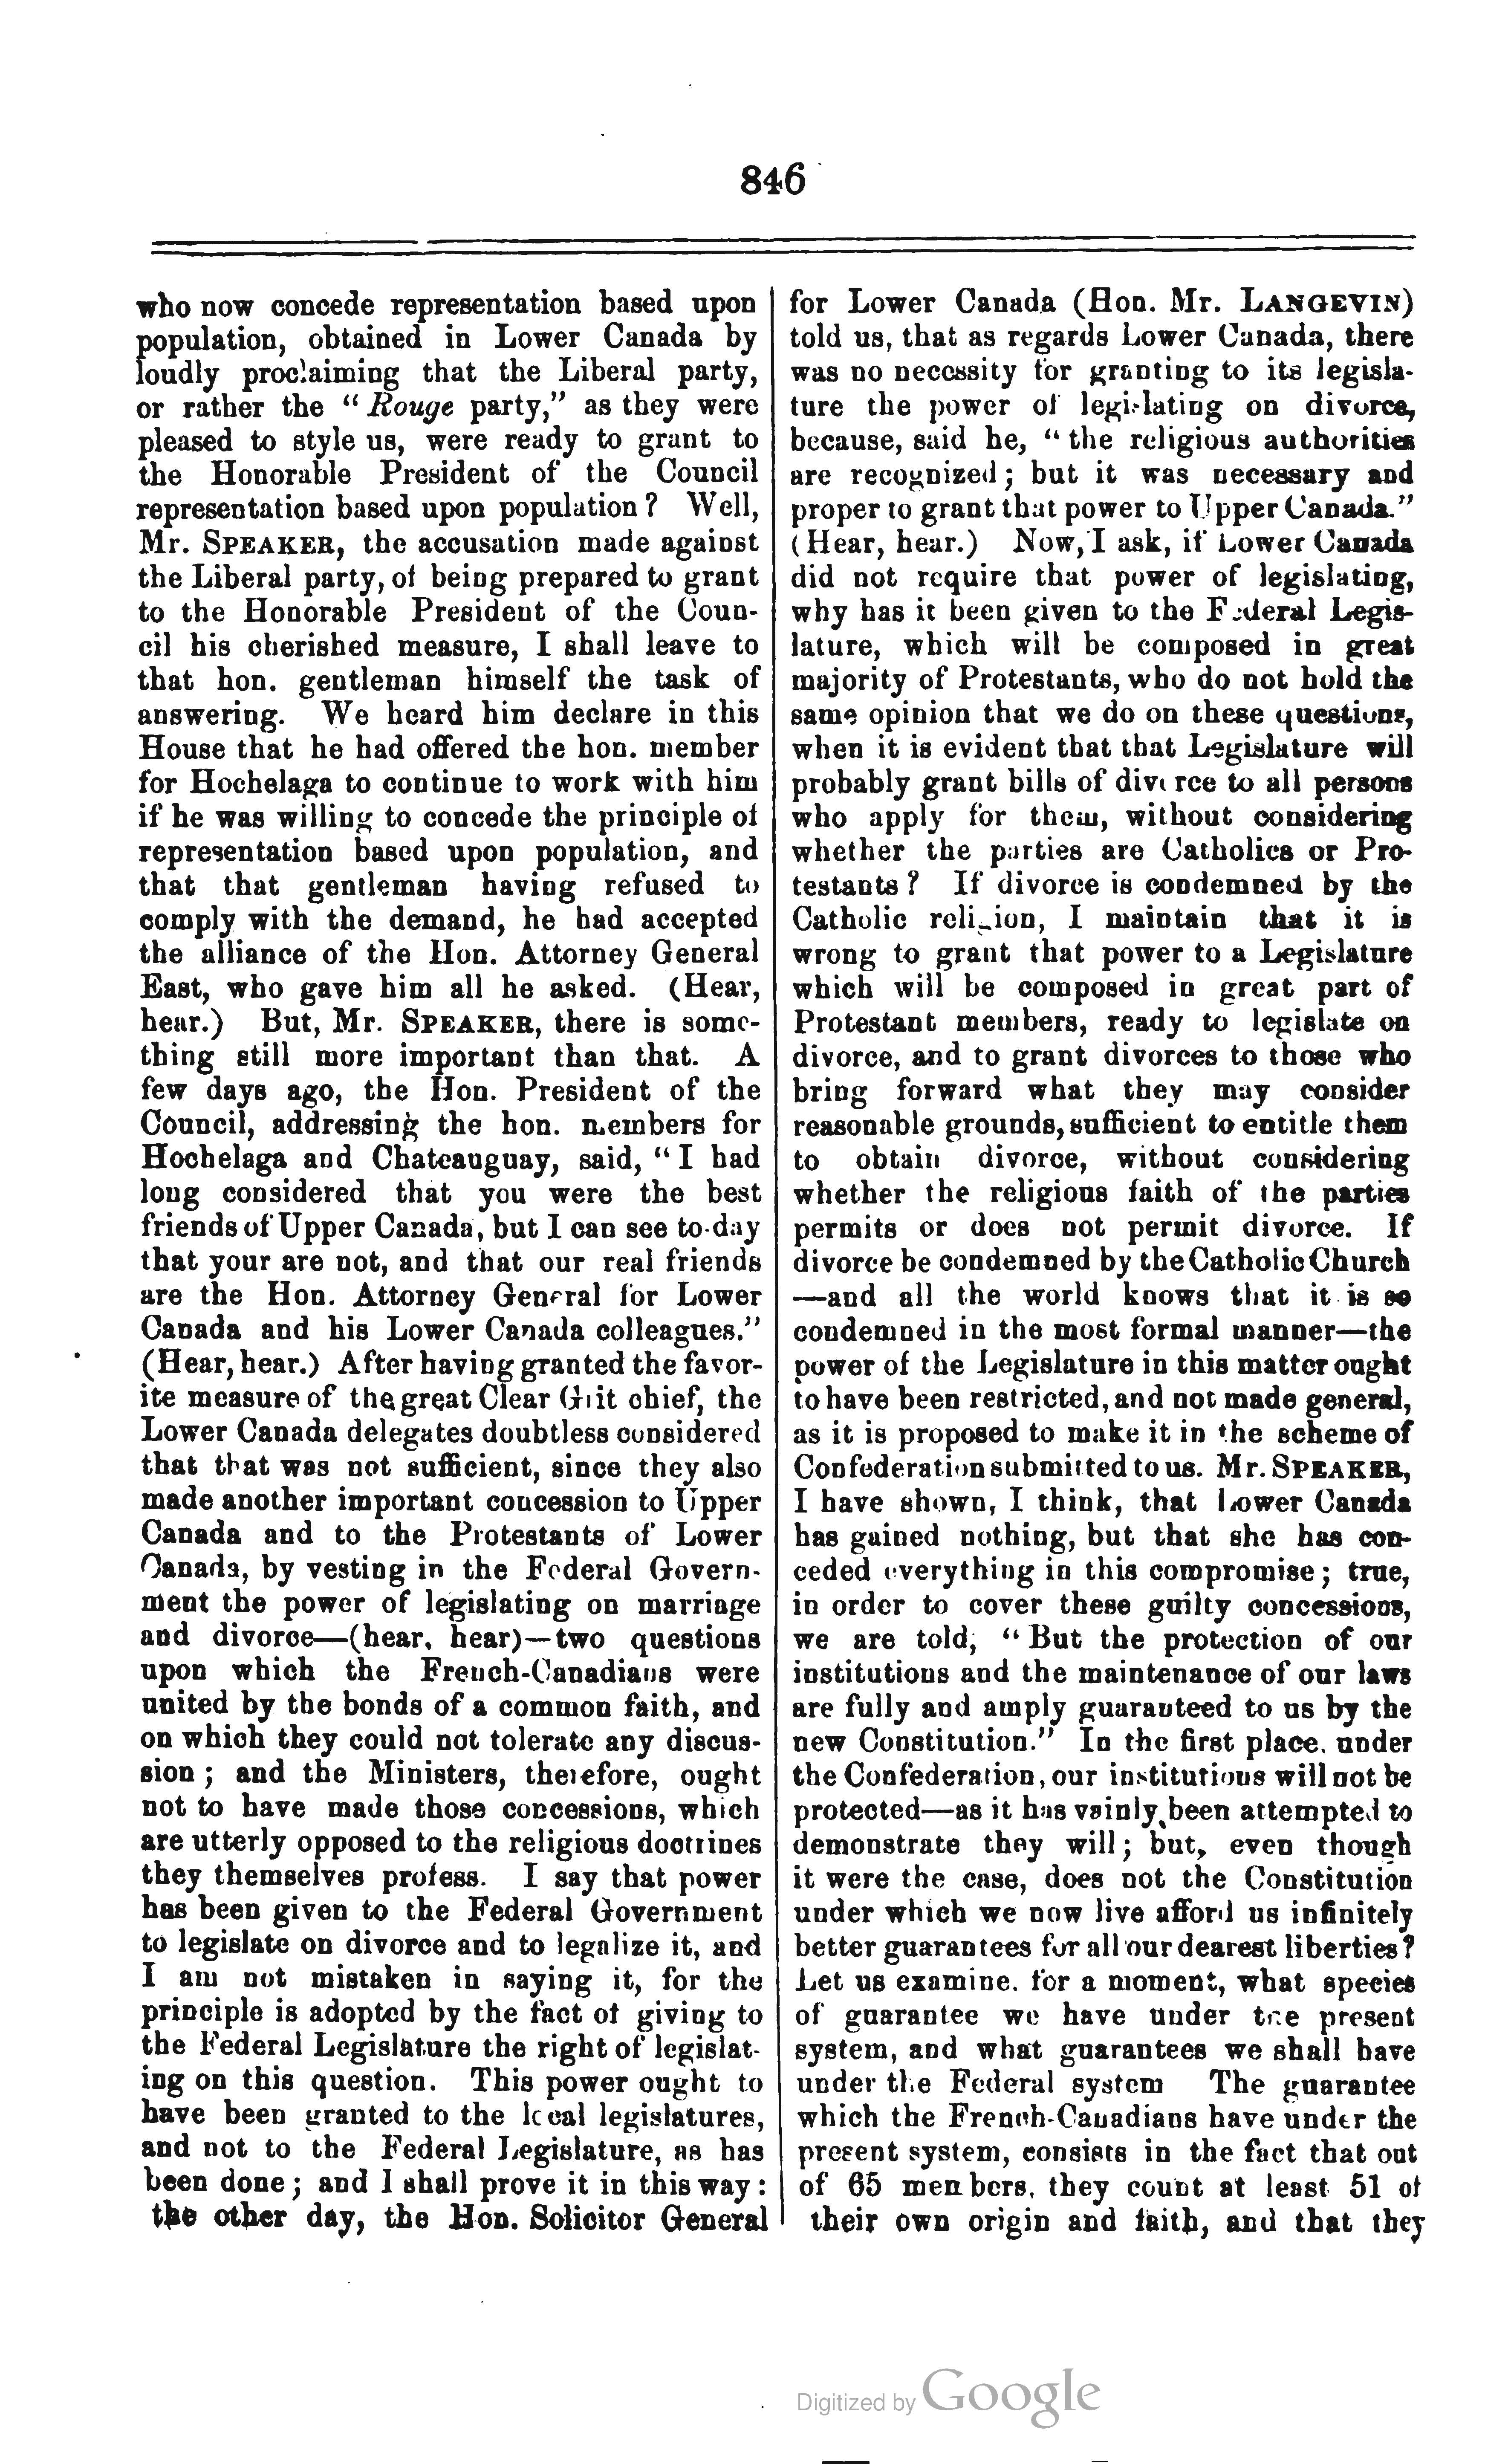 846
who now concede representation based upon
population, obtained in Lower Canada by
loudly proclaiming that the Liberal party,
or rather the "Rouge party," as they were
pleased to style us, were ready to grant to
the Honorable President of the Council
representation based upon population? Well,
Mr. SPEAKER, the accusation made against
the Liberal party, of being prepared to grant
to the Honorable President of the Coun-
cil his cherished measure, I shall leave to
that hon. gentleman himself the task of
answering. We heard him declare in this
House that he had offered the hon. member
for Hochelaga to continue to work with him
if he was willing to concede the principle of
representation based upon population, and
that that gentleman having refused to
comply with the demand, he had accepted
the alliance of the Hon. Attorney General
East, who gave him all he asked. (Hear,
hear.) But, Mr. SPEAKER, there is some-
thing still more important than that. A
few days ago, the Hon. President of the
Council, addressing the hon. members for
Hochelaga and Chateauguay, said, "I had
long considered that you were the best
friends of Upper Canada, but I can see to-day
that your are not, and that our real friends
are the Hon. Attorney General for Lower
Canada and his Lower Canada colleagues."
(Hear, hear.) After having granted the favor-
ite measure of the great Clear Grit chief, the
Lower Canada delegates doubtless considered
that that was not sufficient, since they also
made another important concession to Upper
Canada and to the Protestants of Lower
Canada, by vesting in the Federal Govern-
ment the power of legislating on marriage
and divorce—(hear, hear)—two questions
upon which the French-Canadians were
united by the bonds of a common faith, and
on which they could not tolerate any discus-
sion; and the Ministers, therefore, ought
not to have made those concessions, which
are utterly opposed to the religious doctrines
they themselves profess. I say that power
has been given to the Federal Government
to legislate on divorce and to legalize it, and
I am not mistaken in saying it, for the
principle is adopted by the fact of giving to
the Federal Legislature the right of legislat-
ing on this question. This power ought to
have been granted to the local legislatures,
and not to the Federal Legislature, as has
been done; and I shall prove it in this way:
the other day, the Hon. Solicitor General
for Lower Canada (Hon. Mr. LANGEVIN)
told us, that as regards Lower Canada, there
was no necessity for granting to its legisla-
ture the power of legislating on divorce,
because, said he, "the religious authorities
are recognized; but it was necessary and
proper to grant that power to Upper Canada."
(Hear, hear.) Now, I ask, if Lower Canada
did not require that power of legislating,
why has it been given to the Federal Legis-
lature, which will be composed in great
majority of Protestants, who do not hold the
same opinion that we do on these questions,
when it is evident that that Legislature will
probably grant bills of divorce to all persons
who apply for them, without considering
whether the parties are Catholics or Pro-
testants? If divorce is condemned by the
Catholic religion, I maintain that it is
wrong to grant that power to a Legislature
which will be composed in great part of
Protestant members, ready to legislate on
divorce, and to grant divorces to those who
bring forward what they may consider
reasonable grounds, sufficient to entitle them
to obtain divorce, without considering
whether the religious faith of the parties
permits or does not permit divorce. If
divorce be condemned by the Catholic Church
—and all the world knows that it is so
condemned in the most formal manner—the
power of the Legislature in this matter ought
to have been restricted, and not made general,
as it is proposed to make it in the scheme of
Confederation submitted to us. Mr. SPEAKER,
I have shown, I think, that Lower Canada
has gained nothing, but that she has con-
ceded everything in this compromise; true,
in order to cover these guilty concessions,
we are told, "But the protection of our
institutions and the maintenance of our laws
are fully and amply guaranteed to us by the
new Constitution." In the first place, under
the Confederation, our institutions will not be
protected—as it has vainly been attempted to
demonstrate they will; but, even though
it were the case, does not the Constitution
under which we now live afford us infinitely
better guarantees for all our dearest liberties?
Let us examine, for a moment, what species
of guarantee we have under the present
system, and what guarantees we shall have
under the Federal system The guarantee
which the French-Canadians have under the
present system, consists in the fact that out
of 65 members, they count at least 51 of
their own origin and faith, and that they
Digitized by Google